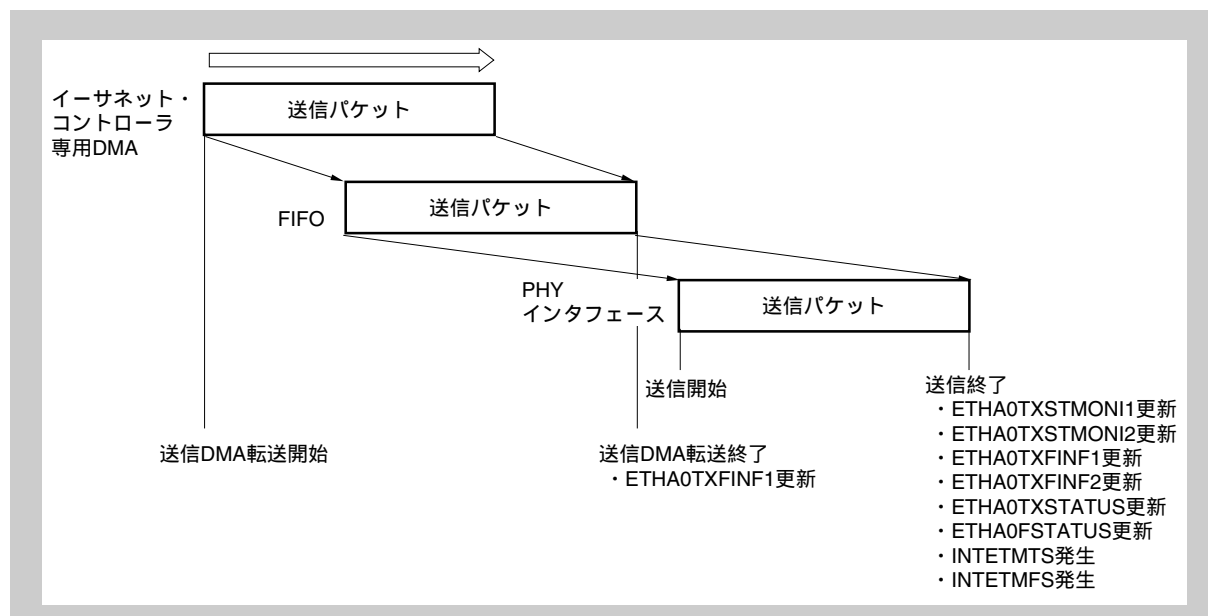 イーサネット・
コントローラ
専用DMA
送信パケット
FIFO
送信パケット
PHY
インタフェース
送信パケット
送信DMA転送開始
送信DMA転送終了
・ETHA0TXFINF1更新
送信開始
送信終了
・ETHA0TXSTMONI1更新
・ETHA0TXSTMONI2更新
・ETHA0TXFINF1更新
・ETHA0TXFINF2更新
・ETHA0TXSTATUS更新
・ETHA0FSTATUS更新
・INTETMTS発生
・INTETMFS発生